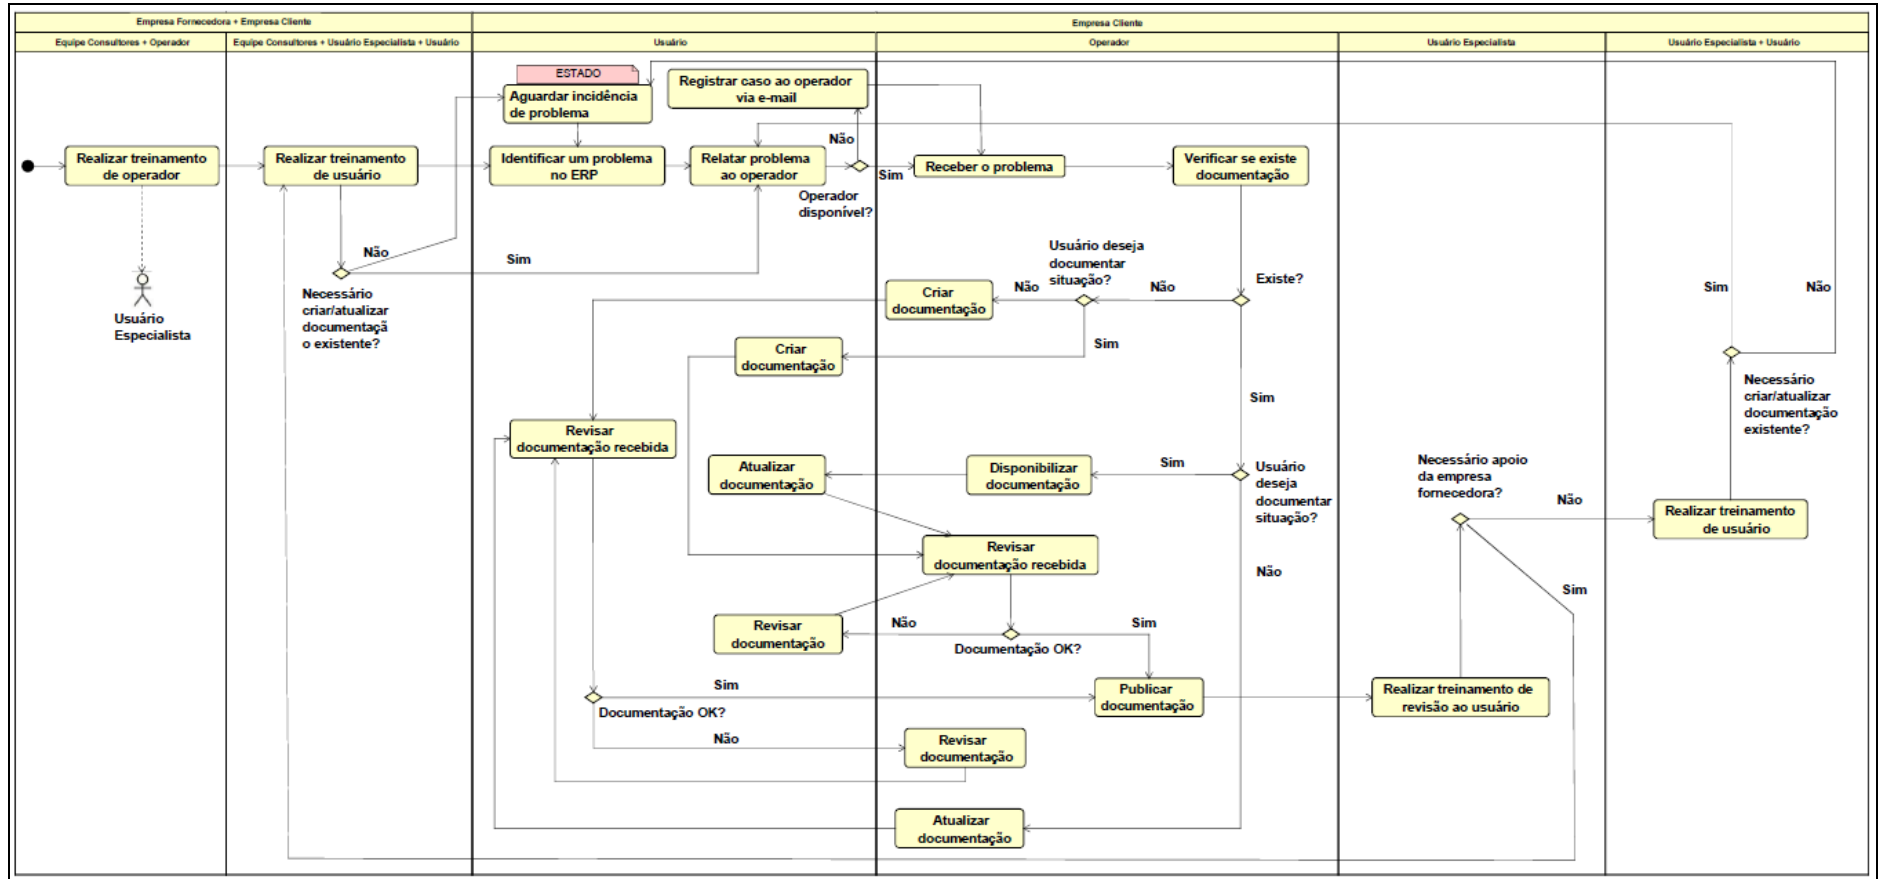 Empresa Fornecedora + Empresa Cliente
Empresa Cliente
Equipe Consultores + Operador
Equipe Consultores + Usuário Especialista + Usuário
Usuário
Operador
Usuário Especialista
Usuário Especialista + Usuário
ESTADO
Aguardar incidência
de problema
Registrar caso ao operador
via e-mail
Não
Realizar treinamento
de operador
Realizar treinamento
de usuário
Identificar um problema
no ERP
Relatar problema
ao operador
Sim
Operador
disponível?
Receber o problema
Verificar se existe
documentação
Usuário
Especialista
Não
Sim
Necessário
criar/atualizar
documentaçã
o existente?
Usuário deseja
documentar
situação?
Existe?
Não
Não
Criar
documentação
Sim
Criar
documentação
Sim
Sim
Não
Necessário
criar/atualizar
documentação
existente?
Revisar
documentação recebida
Atualizar
documentação
Disponibilizar
documentação
Sim
Usuário
deseja
documentar
situação?
Necessário apoio
da empresa
fornecedora?
Não
Realizar treinamento
de usuário
Revisar
documentação recebida
Não
Sim
Revisar
documentação
Não
Sim
Documentação OK?
Sim
Documentação OK?
Não
Publicar
documentação
Realizar treinamento de
revisão ao usuário
Revisar
documentação
Atualizar
documentação